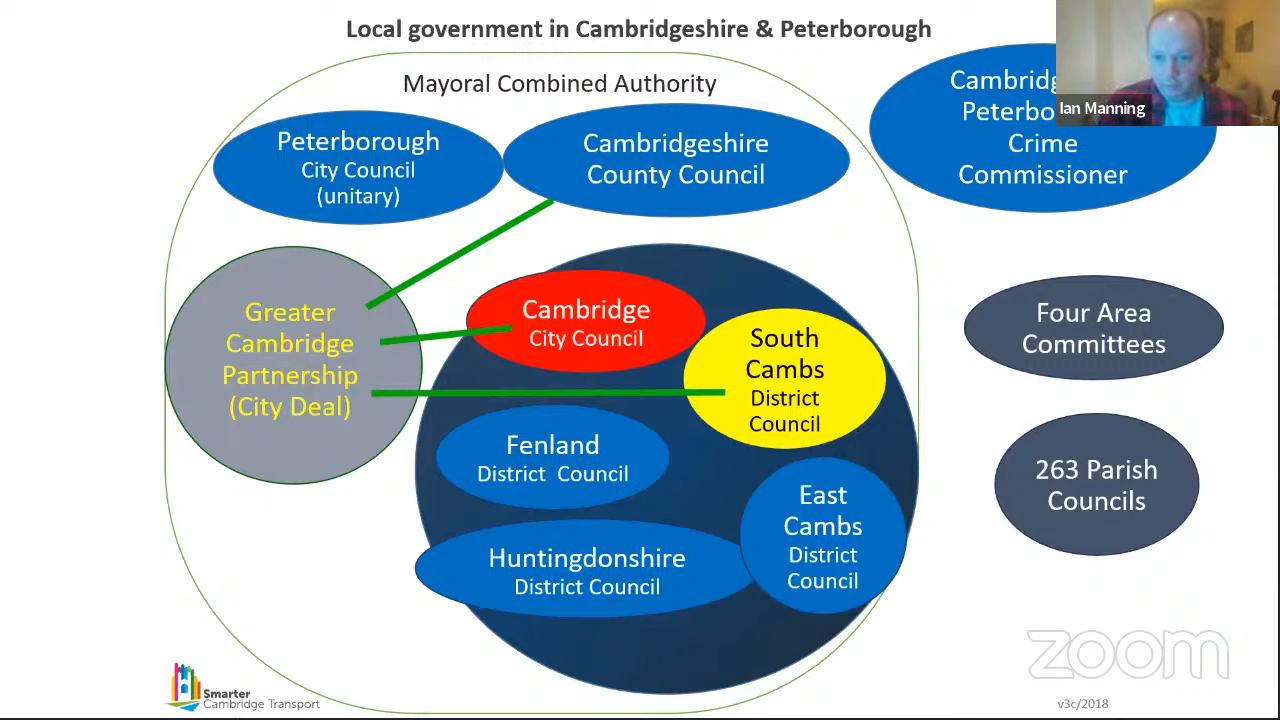 Local government in Cambridgeshire & Peterborough
Mayoral Combined Authority
Peterborough
City Council
(unitary)
Cambridgeshire
County Council
Crime
Commissioner
Ian Manning
Greater
Cambridge
Partnership
(City Deal)
Cambridge
City Council
South
Cambs
District
Council
Four Area
Committees
Fenland
District Council
263 Parish
Councils
East
Cambs
District
Council
Huntingdonshire
District Council
zoom
Smarter
Cambridge Transport
v3c/2018